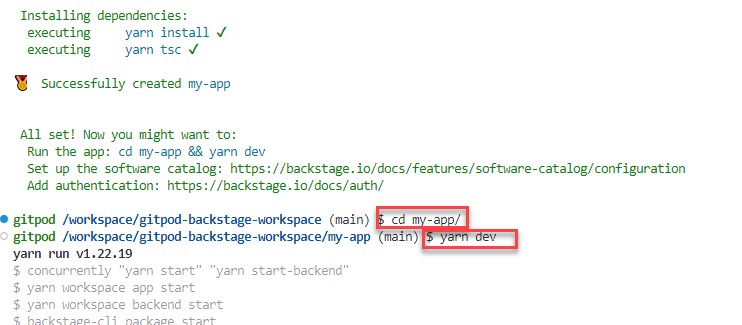 Installing dependencies:
executing yarn install ✓
executing yarn tsc ✓
🥇 Successfully created my-app
All set! Now you might want to:
Run the app: cd my-app && yarn dev
Set up the software catalog: https://backstage.io/docs/features/software-catalog/configuration
Add authentication: https://backstage.io/docs/auth/
gitpod /workspace/gitpod-backstage-workspace (main) $ cd my-app/
gitpod /workspace/gitpod-backstage-workspace/my-app (main) $ yarn dev
yarn run v1.22.19
$ concurrently "yarn start" "yarn start-backend"
$ yarn workspace app start
$ yarn workspace backend start
$ backstage-cli package start